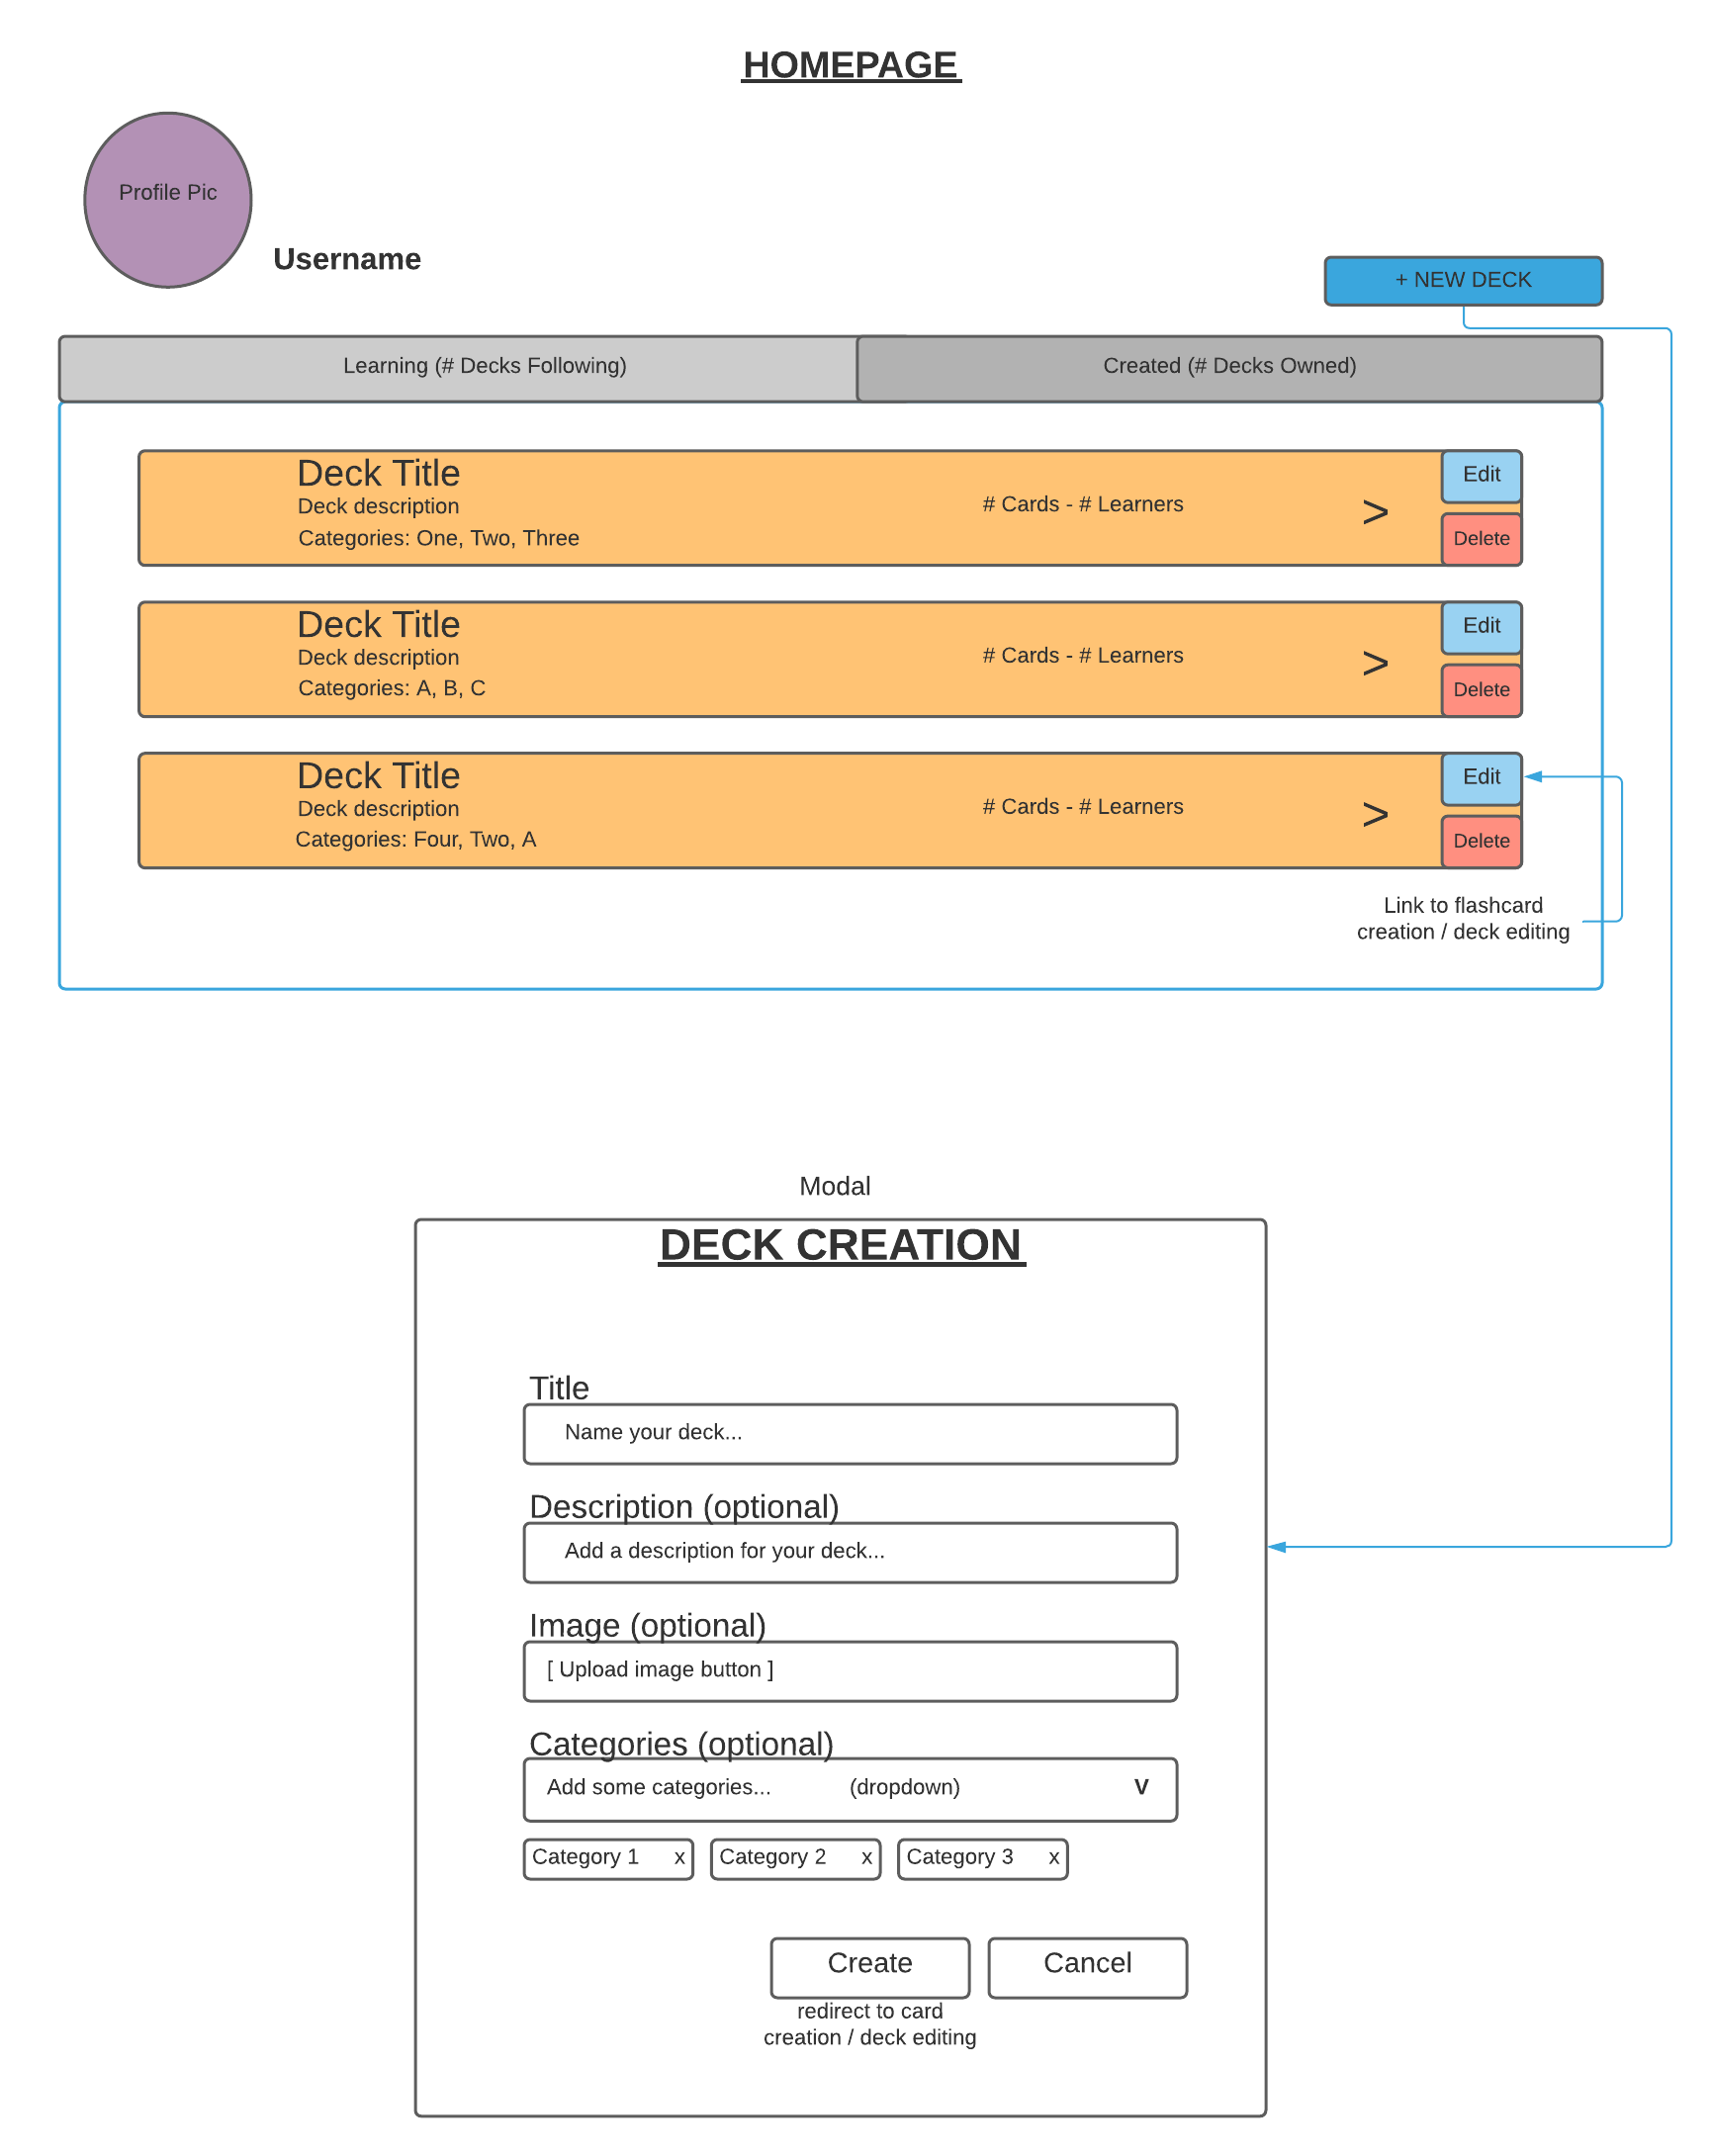 HOMEPAGE
Profile Pic
Username
+ NEW DECK
Learning (# Decks Following)
Created (# Decks Owned)
Deck Title
Deck description
Categories: One, Two, Three
# Cards - # Learners
>
Edit
Delete
Deck Title
Deck description
Categories: A, B, C
# Cards - # Learners
>
Edit
Delete
Deck Title
Deck description
Categories: Four, Two, A
# Cards - # Learners
>
Edit
Delete
Link to flashcard
creation / deck editing
Modal
DECK CREATION
Title
Name your deck...
Description (optional)
Add a description for your deck...
Image (optional)
[ Upload image button ]
Categories (optional)
Add some categories... (dropdown) V
Category 1 x
Category 2 x
Category 3 x
Create
Cancel
redirect to card
creation / deck editing